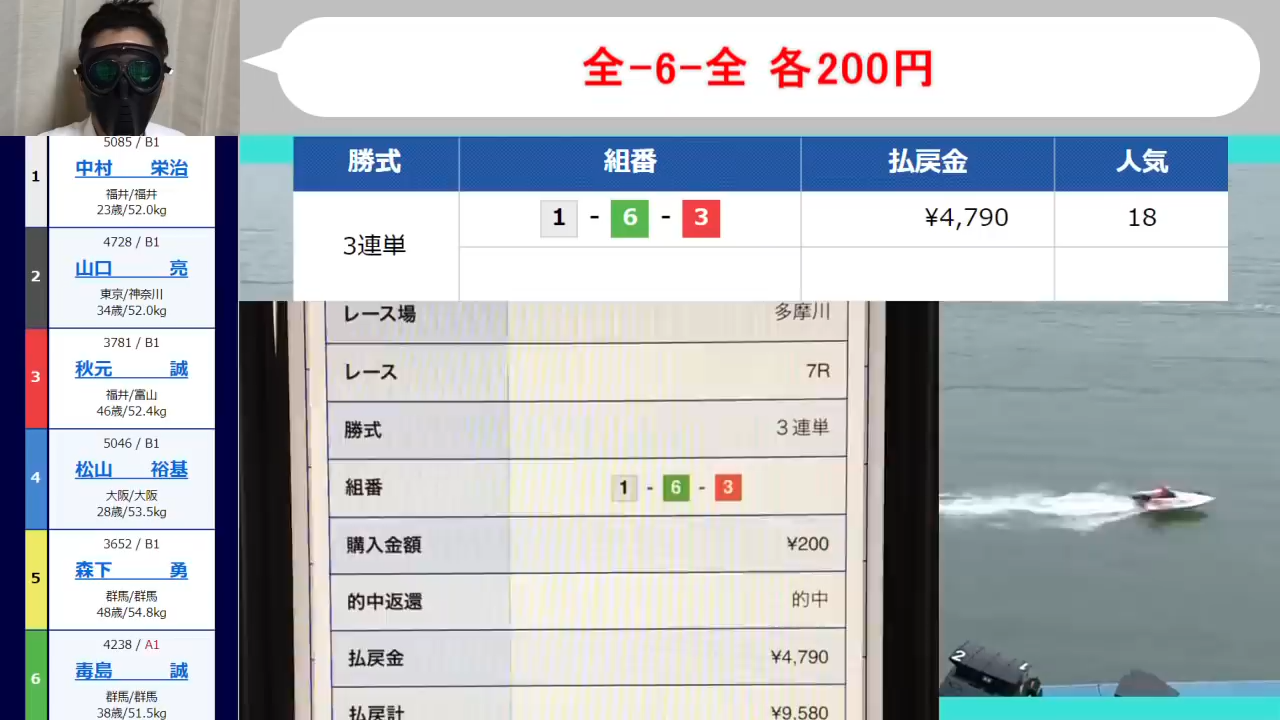 全-6-全 各200円
勝式 組番 払戻金 人気
3連単 1 - 6 - 3 ¥4,790 18
1 5085 / B1
中村 栄治
福井/福井
23歳/52.0kg
2 4728 / B1
山口 亮
東京/神奈川
34歳/52.0kg
3 3781 / B1
秋元 誠
福井/富山
46歳/52.4kg
4 5046 / B1
松山 裕基
大阪/大阪
28歳/53.5kg
5 3652 / B1
森下 勇
群馬/群馬
48歳/54.8kg
6 4238 / A1
毒島 誠
群馬/群馬
38歳/51.5kg
レース場 多摩川
レース 7R
勝式 3連単
組番 1 - 6 - 3
購入金額 ¥200
的中返還 的中
払戻金 ¥4,790
払戻計 ¥9,580
2 1